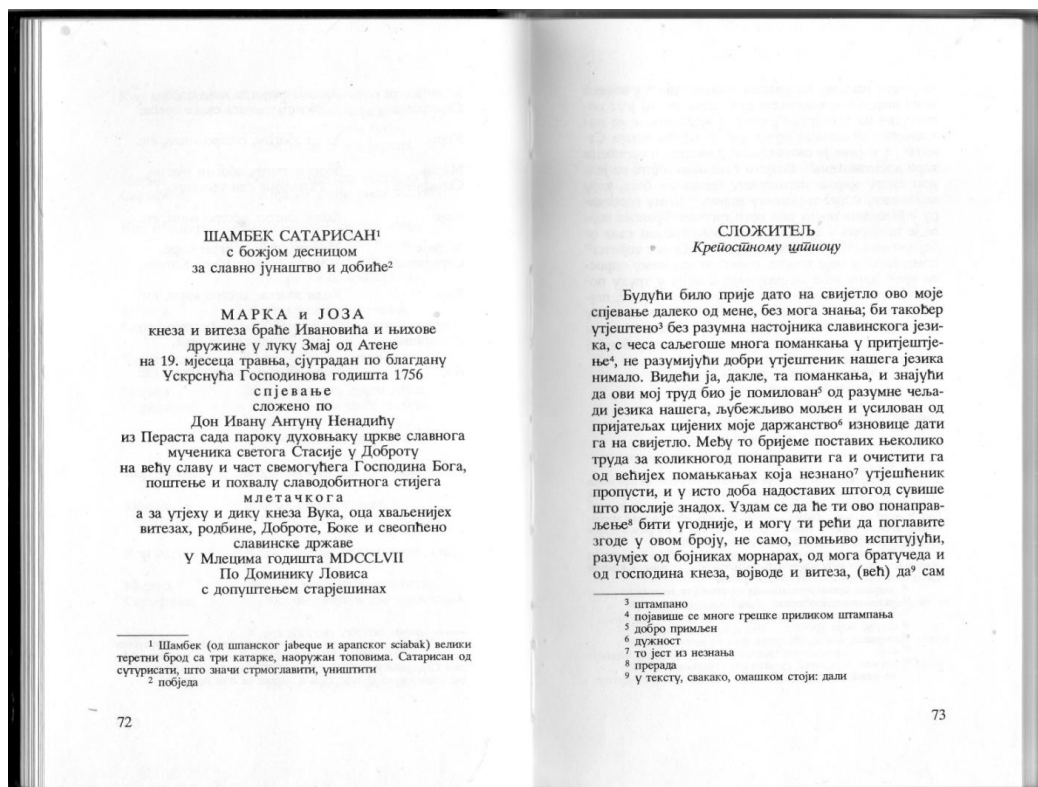 ШАМБЕК САТАРИСАН¹
с божјом десницом
за славно јунаштво и добиће²
МАРКА и ЈОЗА
кнеза и витеза браће Ивановића и њихове
дружине у луку Змај од Атене
на 19. мјесеца травња, сјутрадан по благдану
Ускрснућа Господинова годишта 1756
спјевање
сложено по
Дон Ивану Антуну Ненадићу
из Пераста сада пароку духовњаку цркве славнога
мученика светога Стасије у Доброту
на већу славу и част свемогућега Господина Бога,
поштење и похвалу славодобитного стијега
млетачкога
а за утјеху и дику кнеза Вука, оца хваљенијех
витезах, родбине, Доброте, Боке и свеопћено
славинске државе
У Млецима годишта MDCCLVII
По Доминику Ловиса
с допуштењем старјешинах
¹ Шамбек (од шпанског jabeque и арапског sciabak) велики
теретни брод са три катарке, наоружан топовима. Сатарисан од
сутурисати, што значи стрмоглавити, уништити
² побједа
72
СЛОЖИТЕЉ
Крепостному штиоцу
Будући било прије дато на свијетло ово моје
спјевање далеко од мене, без мога знања; би такођер
утјештено³ без разумна настојника славинскога јези-
ка, с чеса саљегоше многа поманкања у притјештје-
ње⁴, не разумијући добри утјештеник нашега језика
нимало. Видећи ја, дакле, та поманкања, и знајући
да ови мој труд био је помилован⁵ од разумне чеља-
ди језика нашега, љубежљиво мољен и усилован од
пријатељах цијених моје даржанство⁶ изновице дати
га на свијетло. Међу то бријеме поставих њеколико
труда за коликногод понаправити га и очистити га
од већијех помањкањах која незнано⁷ утјешћеник
пропусти, и у исто доба надоставих штогод сувише
што послије знадох. Уздам се да ће ти ово понаправ-
љење⁸ бити угодније, и могу ти рећи да поглавите
згоде у овом броју, не само, помњиво испитујући,
разумјех од бојниках морнарах, од мога братучеда и
од господина кнеза, војводе и витеза, (већ) да⁹ сам
³ штампано
⁴ појавише се многе грешке приликом штампања
⁵ добро примљен
⁶ дужност
⁷ то јест из незнања
⁸ прерада
⁹ у тексту, свакако, омашком стоји: дали
73